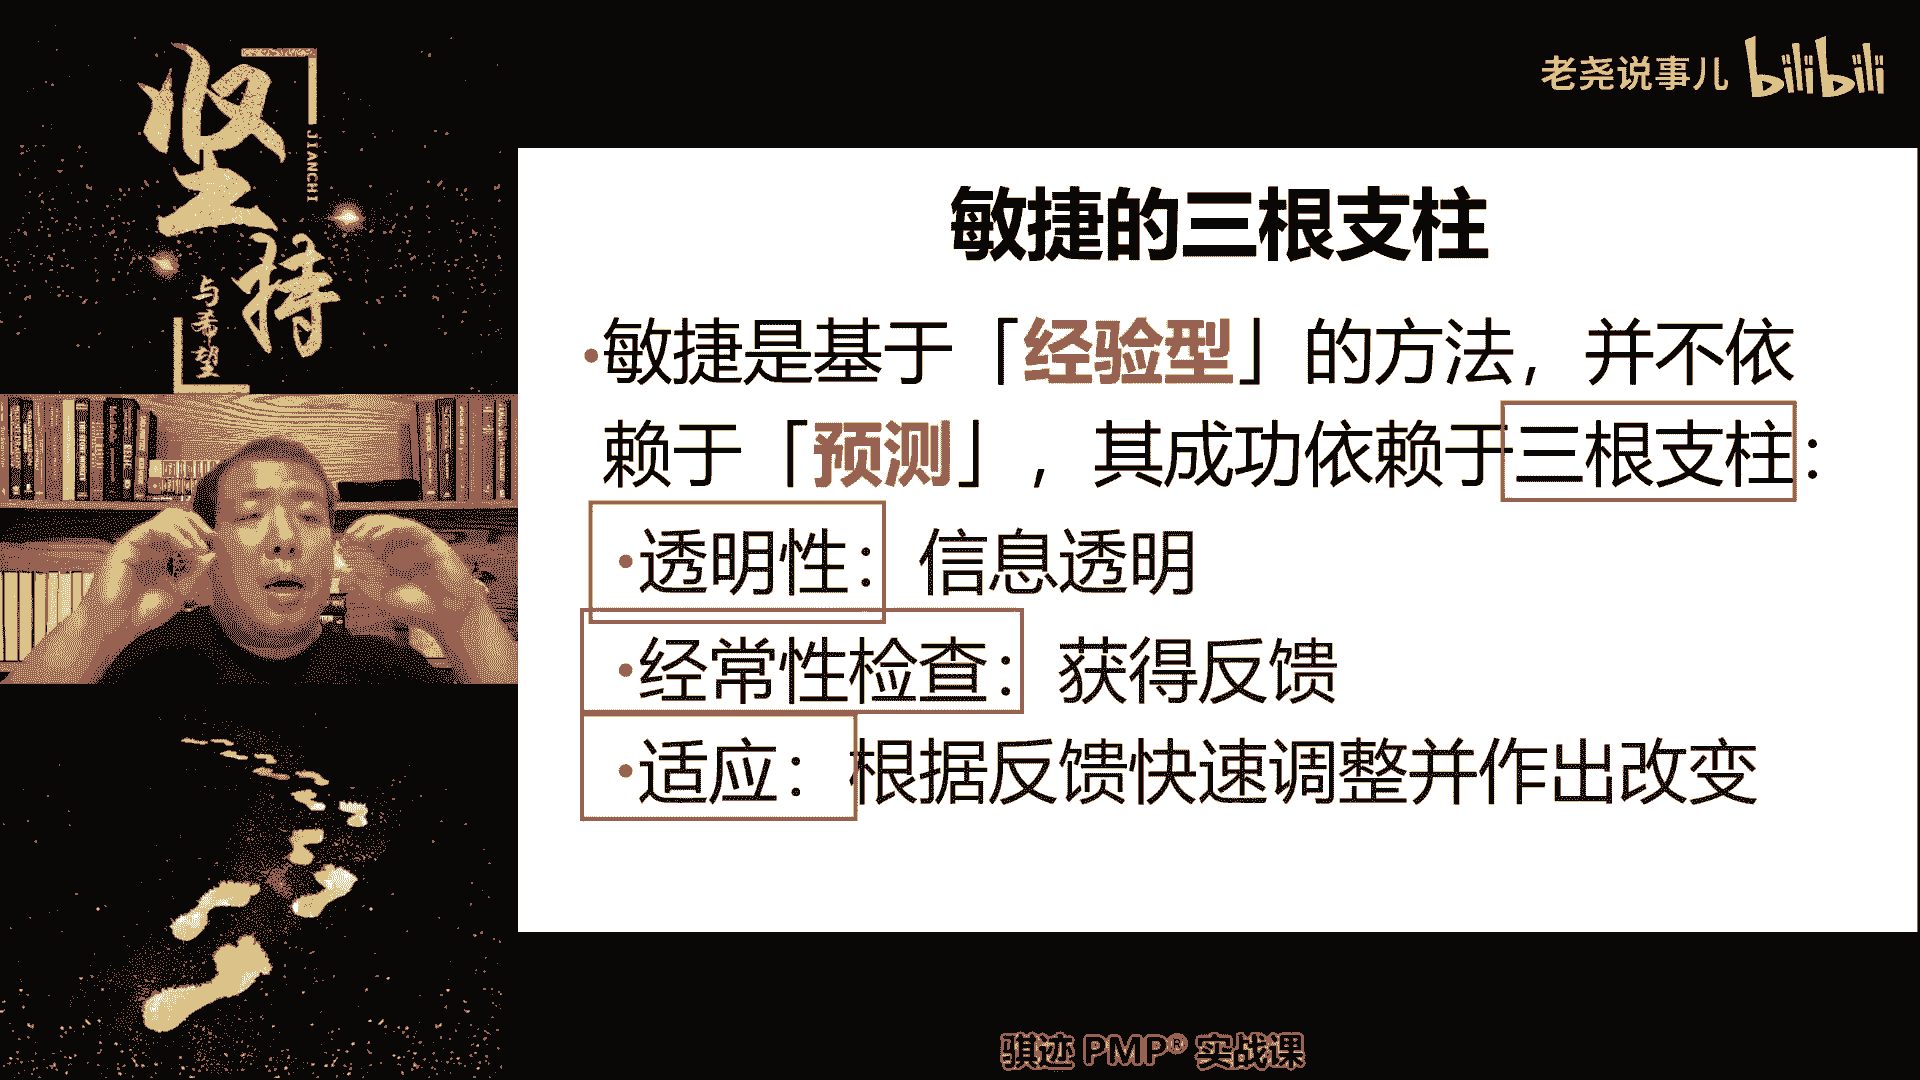 坚
持
JIANCHI
与希望
老尧说事儿 bilibili
敏捷的三根支柱
•敏捷是基于「经验型」的方法，并不依
赖于「预测」，其成功依赖于三根支柱：
•透明性：信息透明
•经常性检查：获得反馈
•适应：根据反馈快速调整并作出改变
骐迹 PMP® 实战课